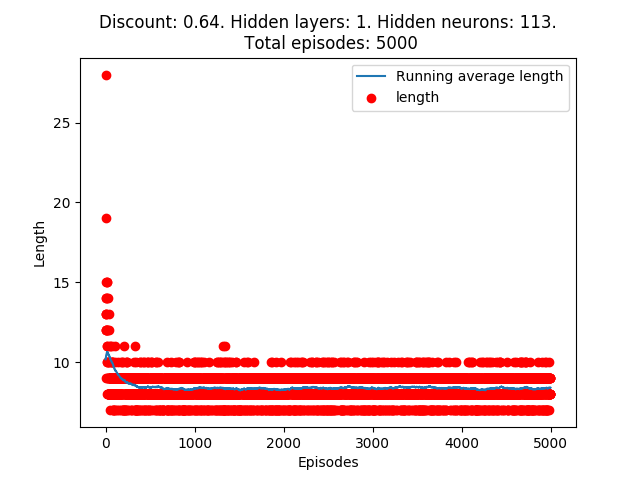 Discount: 0.64. Hidden layers: 1. Hidden neurons: 113.
Total episodes: 5000
Running average length
length
25
20
15
10
Length
0 1000 2000 3000 4000 5000
Episodes